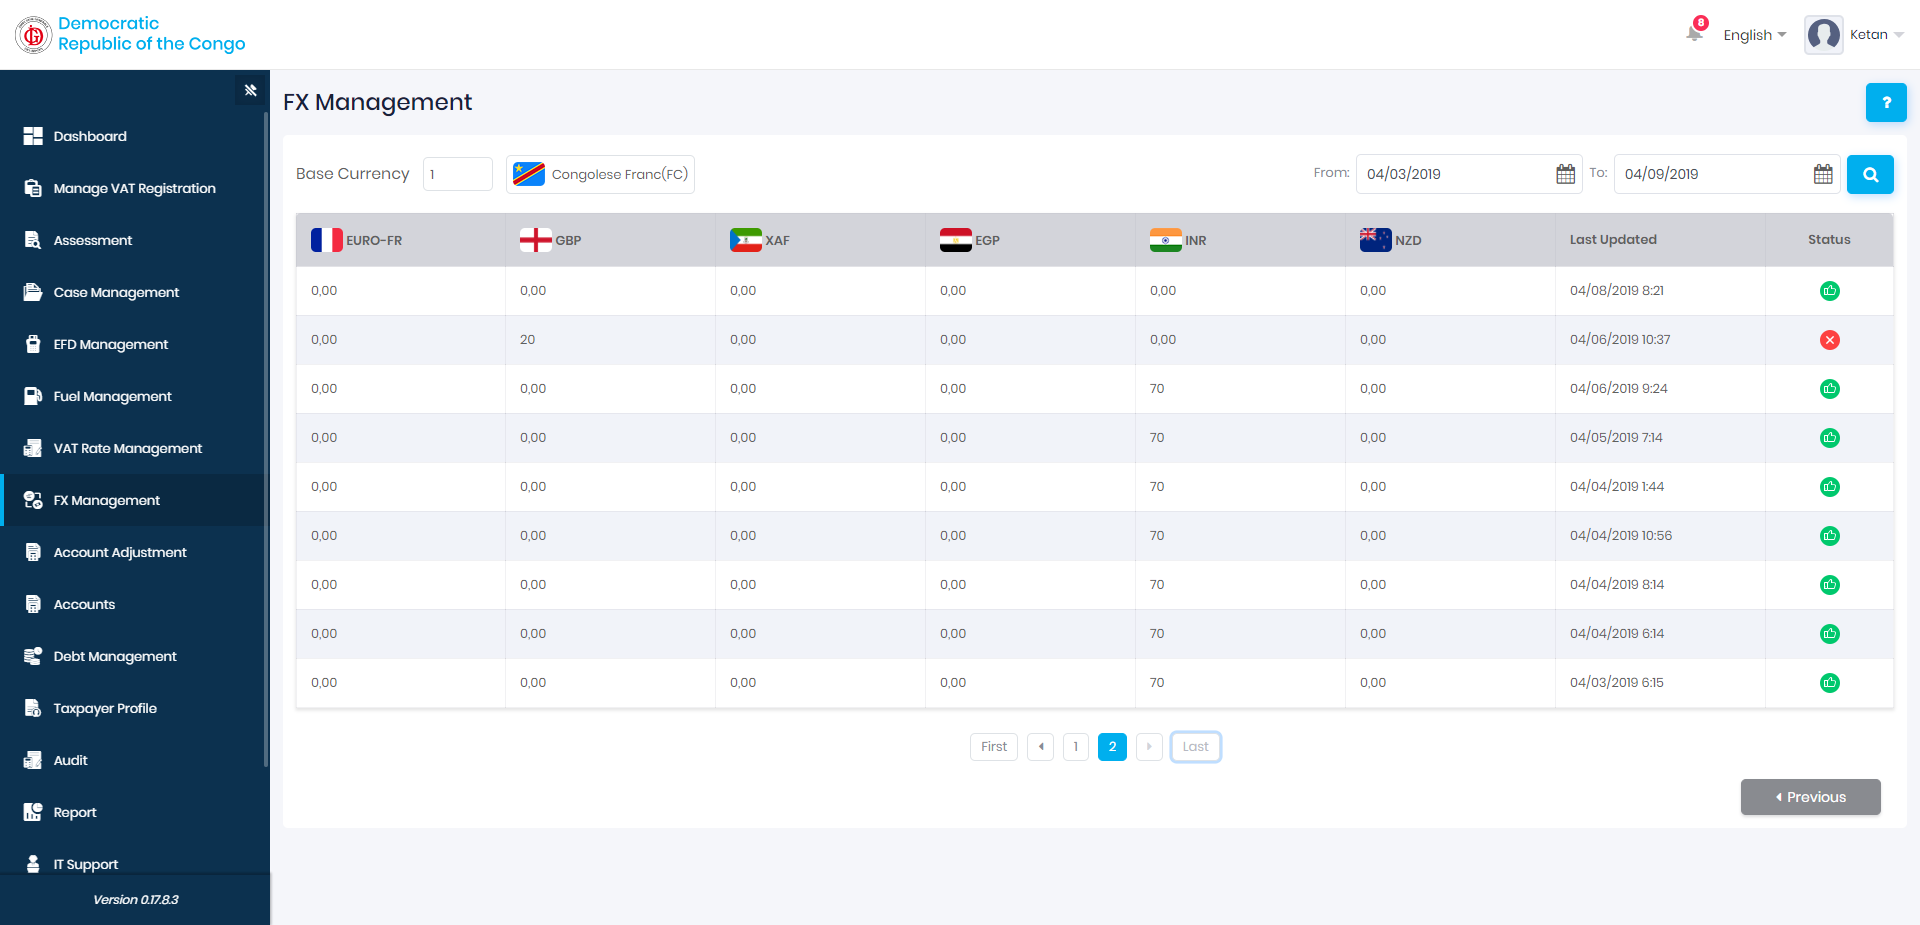 Democratic
Republic of the Congo
8
English
Ketan
Dashboard
Manage VAT Registration
Assessment
Case Management
EFD Management
Fuel Management
VAT Rate Management
FX Management
Account Adjustment
Accounts
Debt Management
Taxpayer Profile
Audit
Report
IT Support
Version 0.17.8.3
FX Management
?
Base Currency 1 Congolese Franc(FC) From: 04/03/2019 To: 04/09/2019
EURO-FR GBP XAF EGP INR NZD Last Updated Status
0,00 0,00 0,00 0,00 0,00 0,00 04/08/2019 8:21
0,00 20 0,00 0,00 0,00 0,00 04/06/2019 10:37
0,00 0,00 0,00 0,00 70 0,00 04/06/2019 9:24
0,00 0,00 0,00 0,00 70 0,00 04/05/2019 7:14
0,00 0,00 0,00 0,00 70 0,00 04/04/2019 1:44
0,00 0,00 0,00 0,00 70 0,00 04/04/2019 10:56
0,00 0,00 0,00 0,00 70 0,00 04/04/2019 8:14
0,00 0,00 0,00 0,00 70 0,00 04/04/2019 6:14
0,00 0,00 0,00 0,00 70 0,00 04/03/2019 6:15
First 1 2 Last
Previous